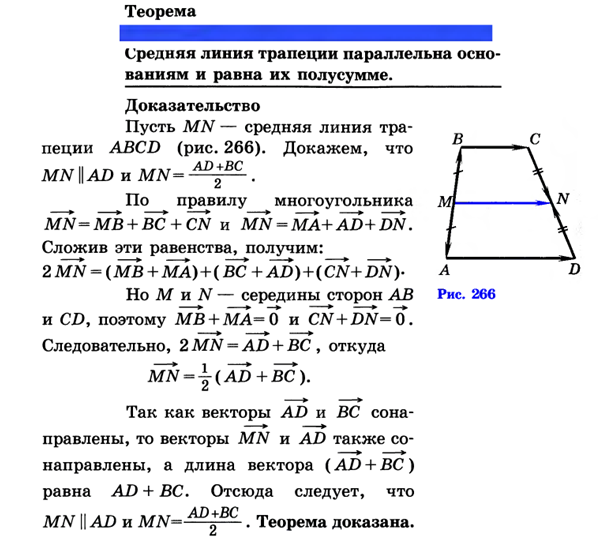 Теорема
Средняя линия трапеции параллельна осно-
ваниям и равна их полусумме.
Доказательство
Пусть MN — средняя линия тра-
пеции ABCD (рис. 266). Докажем, что
MN || AD и MN = (AD+BC)/2 .
По правилу многоугольника
MN⃗ = MB⃗ + BC⃗ + CN⃗ и MN⃗ = MA⃗ + AD⃗ + DN⃗.
Сложив эти равенства, получим:
2 MN⃗ = (MB⃗ + MA⃗) + (BC⃗ + AD⃗) + (CN⃗ + DN⃗).
Но M и N — середины сторон AB
и CD, поэтому MB⃗ + MA⃗ = 0⃗ и CN⃗ + DN⃗ = 0⃗.
Следовательно, 2 MN⃗ = AD⃗ + BC⃗, откуда
MN⃗ = 1/2 (AD⃗ + BC⃗).
Так как векторы AD⃗ и BC⃗ сона-
правлены, то векторы MN⃗ и AD⃗ также со-
направлены, а длина вектора (AD⃗ + BC⃗)
равна AD + BC. Отсюда следует, что
MN || AD и MN = (AD+BC)/2 . Теорема доказана.
B C
M N
A D
Рис. 266